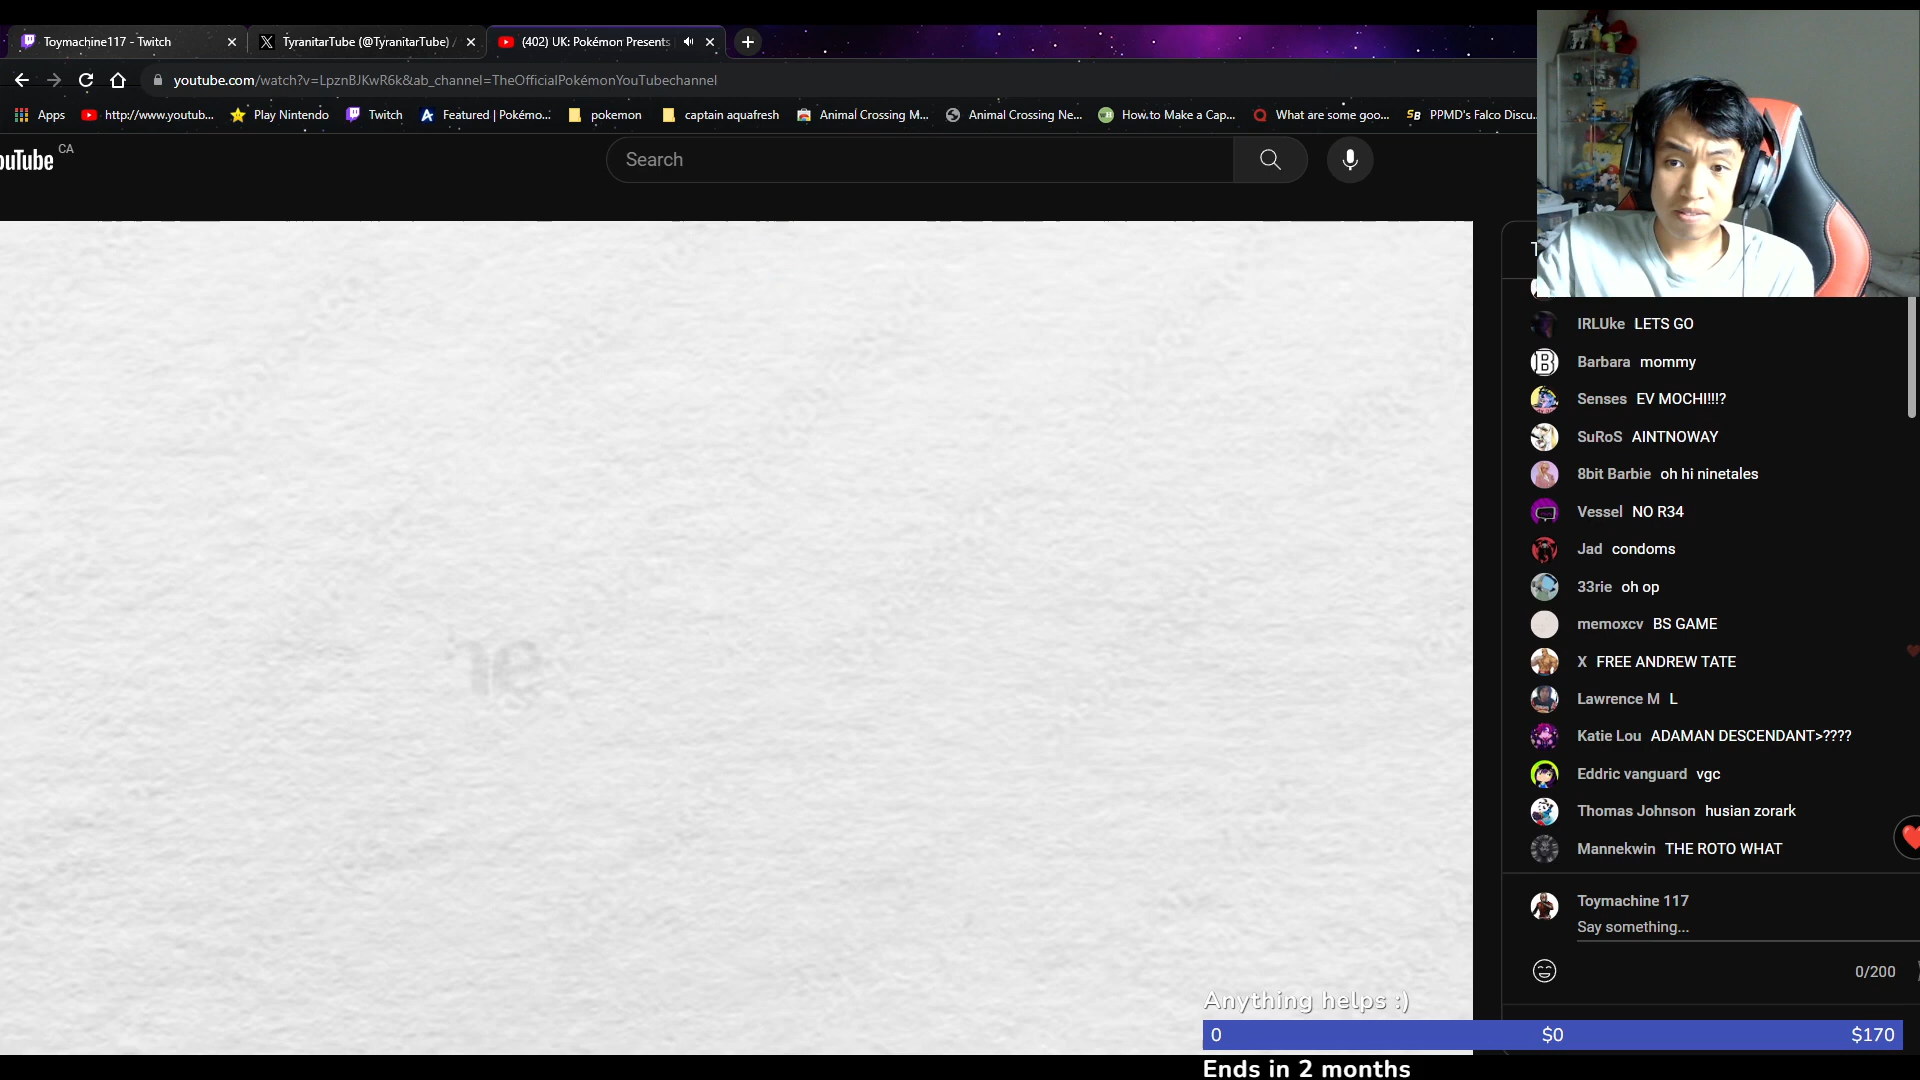 Toymachine117 - Twitch
TyranitarTube (@TyranitarTube) /
(402) UK: Pokémon Presents
youtube.com/watch?v=LpznBJKwR6k&ab_channel=TheOfficialPokémonYouTubechannel
Apps http://www.youtub... Play Nintendo Twitch Featured | Pokémo... pokemon captain aquafresh Animal Crossing M... Animal Crossing Ne... How to Make a Cap... What are some goo... SB PPMD's Falco Discu...
ouTube CA
Search
IRLUke LETS GO
Barbara mommy
Senses EV MOCHI!!!?
SuRoS AINTNOWAY
8bit Barbie oh hi ninetales
Vessel NO R34
Jad condoms
33rie oh op
memoxcv BS GAME
X FREE ANDREW TATE
Lawrence M L
Katie Lou ADAMAN DESCENDANT>????
Eddric vanguard vgc
Thomas Johnson husian zorark
Mannekwin THE ROTO WHAT
Toymachine 117
Say something...
0/200
Anything helps :)
0 $0 $170
Ends in 2 months